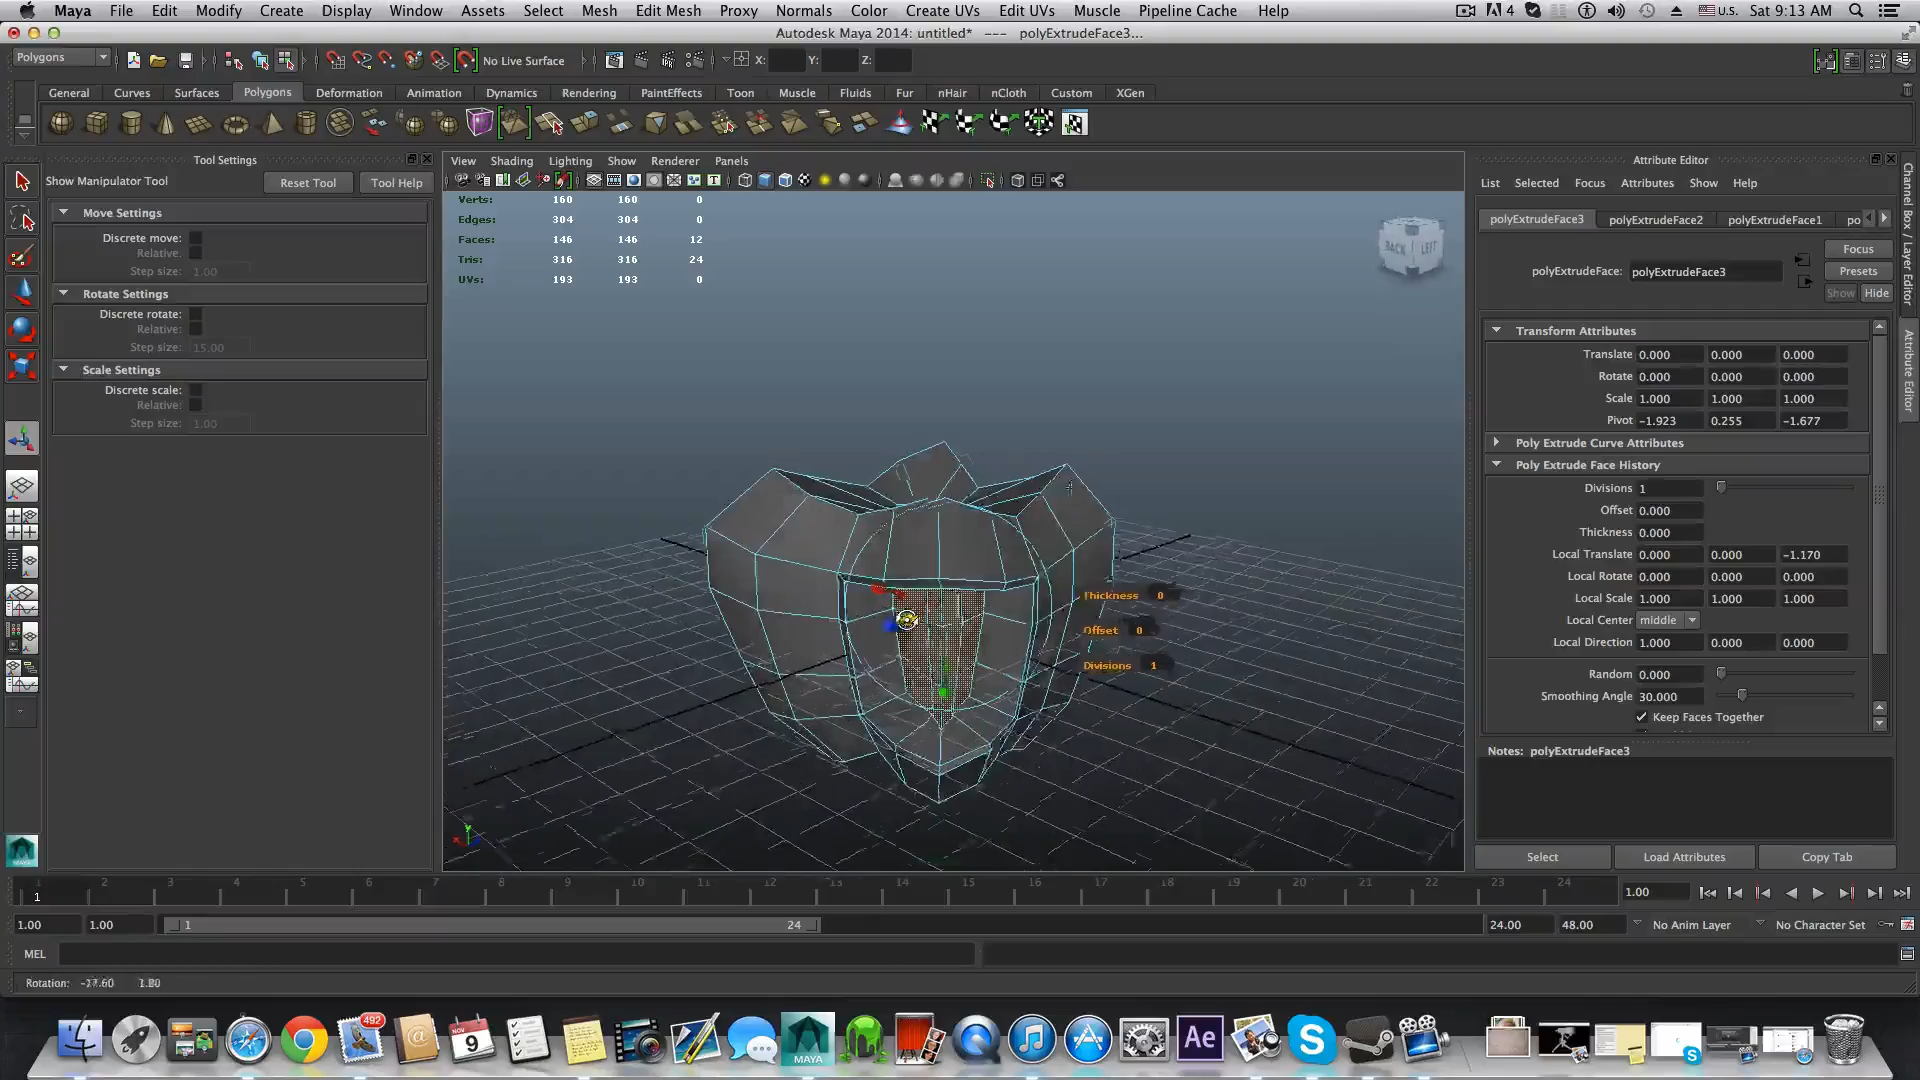 Maya File Edit Modify Create Display Window Assets Select Mesh Edit Mesh Proxy Normals Color Create UVs Edit UVs Muscle Pipeline Cache Help 4 U.S. Sat 9:13 AM
Autodesk Maya 2014: untitled* --- polyExtrudeFace3...
Polygons No Live Surface X: Y: Z:
General Curves Surfaces Polygons Deformation Animation Dynamics Rendering PaintEffects Toon Muscle Fluids Fur nHair nCloth Custom XGen
Tool Settings
Show Manipulator Tool Reset Tool Tool Help
Move Settings
Discrete move:
Relative:
Step size: 1.00
Rotate Settings
Discrete rotate:
Relative:
Step size: 15.00
Scale Settings
Discrete scale:
Relative:
Step size: 1.00
View Shading Lighting Show Renderer Panels
Verts: 160 160 0
Edges: 304 304 0
Faces: 146 146 12
Tris: 316 316 24
UVs: 193 193 0
BACK LEFT
Thickness 0
Offset 0
Divisions 1
Attribute Editor
List Selected Focus Attributes Show Help
polyExtrudeFace3 polyExtrudeFace2 polyExtrudeFace1 po
Focus
polyExtrudeFace: polyExtrudeFace3 Presets
Show Hide
Transform Attributes
Translate 0.000 0.000 0.000
Rotate 0.000 0.000 0.000
Scale 1.000 1.000 1.000
Pivot -1.923 0.255 -1.677
Poly Extrude Curve Attributes
Poly Extrude Face History
Divisions 1
Offset 0.000
Thickness 0.000
Local Translate 0.000 0.000 -1.170
Local Rotate 0.000 0.000 0.000
Local Scale 1.000 1.000 1.000
Local Center middle
Local Direction 1.000 0.000 0.000
Random 0.000
Smoothing Angle 30.000
Keep Faces Together
Notes: polyExtrudeFace3
Select Load Attributes Copy Tab
Channel Box / Layer Editor
Attribute Editor
1 2 3 4 5 6 7 8 9 10 11 12 13 14 15 16 17 18 19 20 21 22 23 24
1 1.00
1.00 1.00 1 24 24.00 48.00 No Anim Layer No Character Set
MEL
Rotation:
492
NOV
9
MAYA
Ae